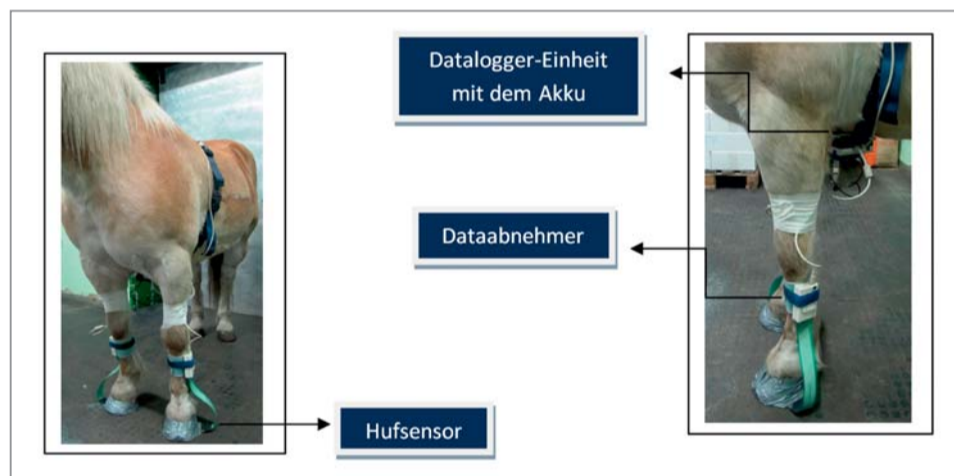 Datalogger-Einheit
mit dem Akku
Dataabnehmer
Hufsensor